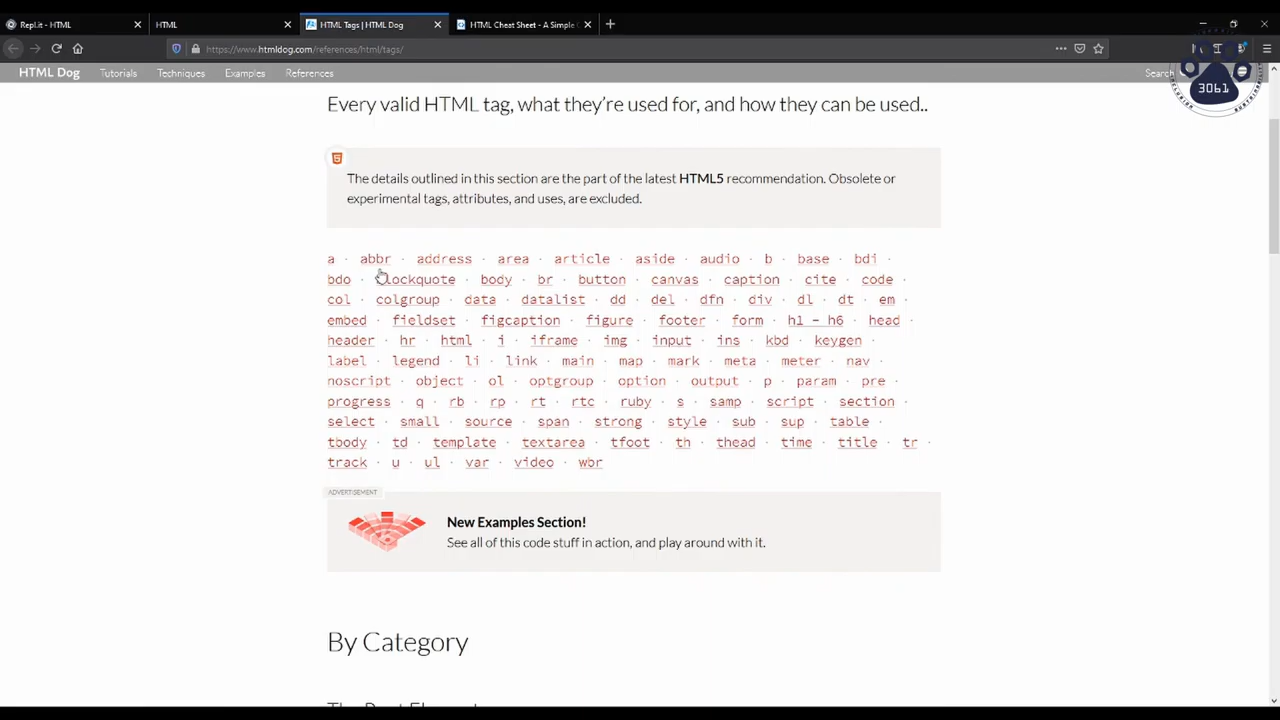 Repl.it - HTML
HTML
HTML Tags | HTML Dog
HTML Cheat Sheet - A Simple
https://www.htmldog.com/references/html/tags/
HTML Dog Tutorials Techniques Examples References Search
3061
Every valid HTML tag, what they're used for, and how they can be used..
The details outlined in this section are the part of the latest HTML5 recommendation. Obsolete or
experimental tags, attributes, and uses, are excluded.
a · abbr · address · area · article · aside · audio · b · base · bdi ·
bdo · blockquote · body · br · button · canvas · caption · cite · code ·
col · colgroup · data · datalist · dd · del · dfn · div · dl · dt · em ·
embed · fieldset · figcaption · figure · footer · form · h1 – h6 · head ·
header · hr · html · i · iframe · img · input · ins · kbd · keygen ·
label · legend · li · link · main · map · mark · meta · meter · nav ·
noscript · object · ol · optgroup · option · output · p · param · pre ·
progress · q · rb · rp · rt · rtc · ruby · s · samp · script · section ·
select · small · source · span · strong · style · sub · sup · table ·
tbody · td · template · textarea · tfoot · th · thead · time · title · tr ·
track · u · ul · var · video · wbr
ADVERTISEMENT
New Examples Section!
See all of this code stuff in action, and play around with it.
By Category